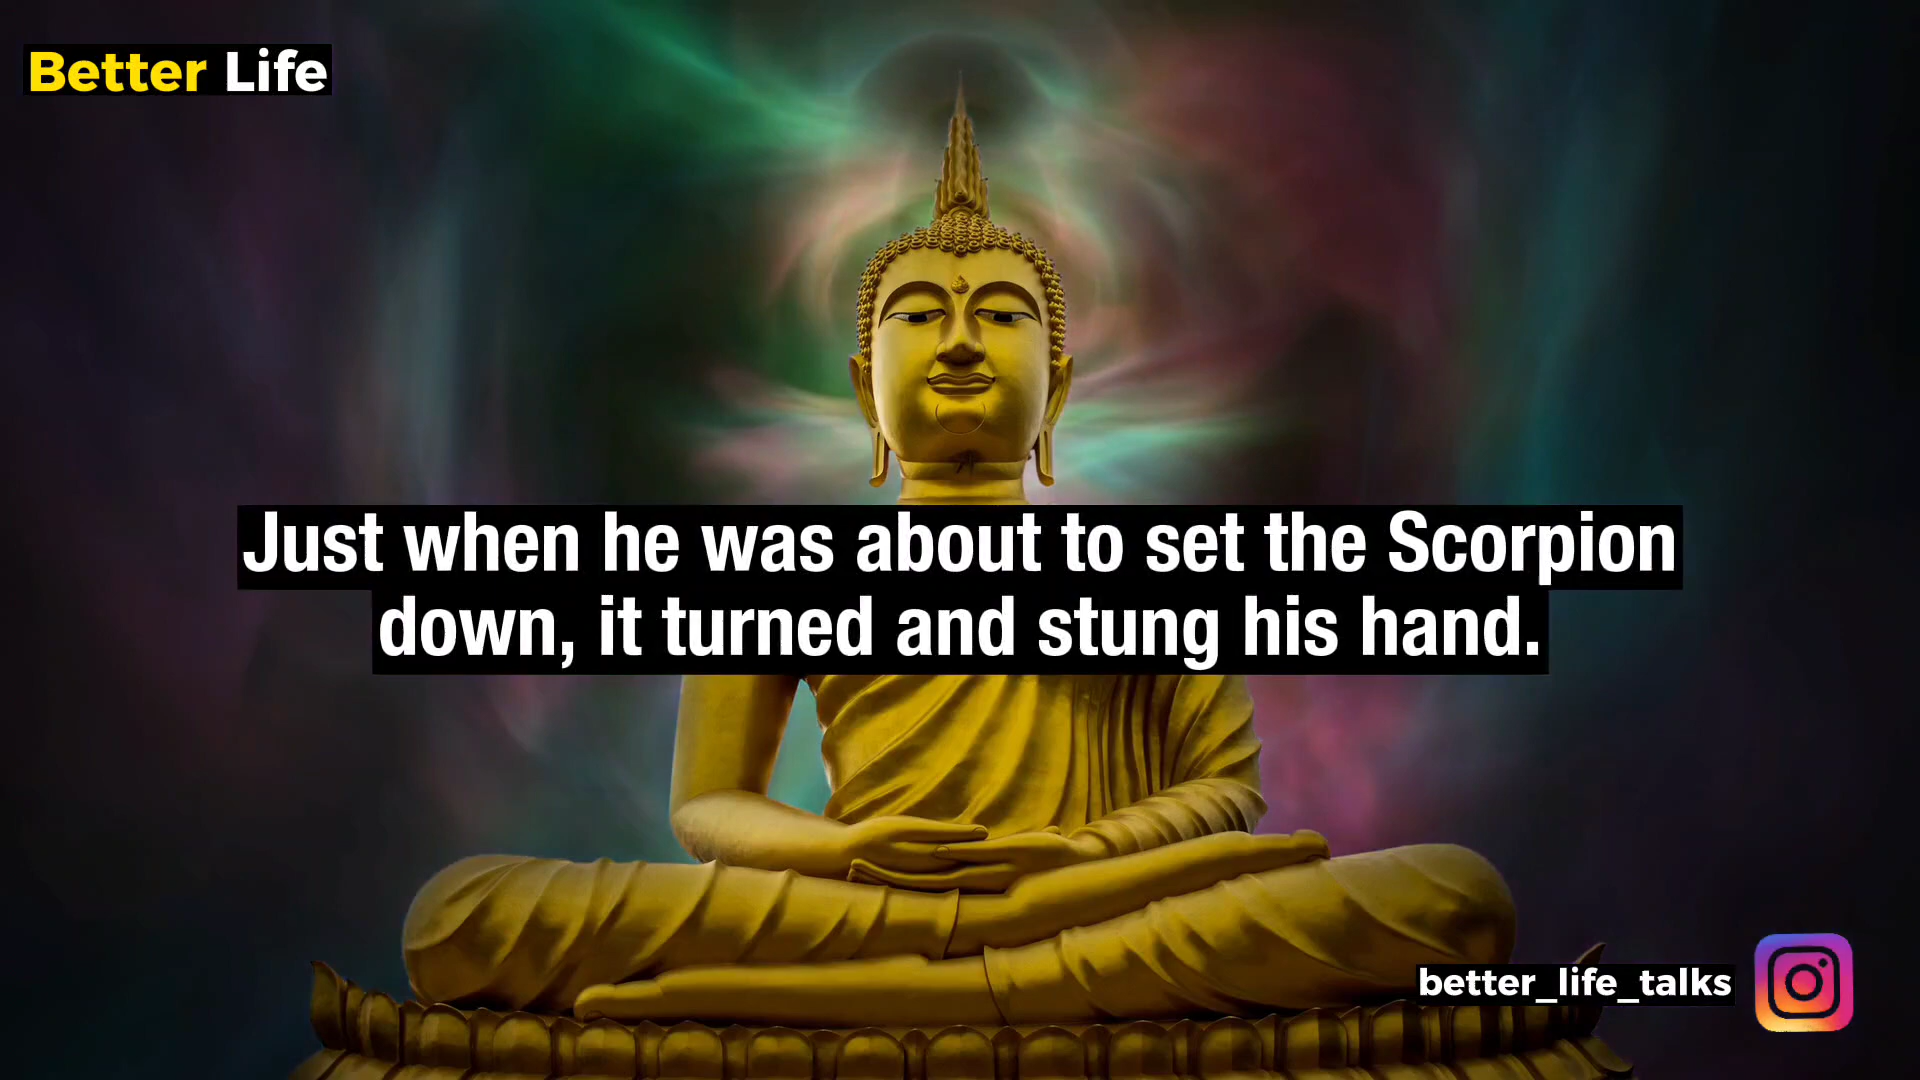 Better Life
Just when he was about to set the Scorpion
down, it turned and stung his hand.
better_life_talks